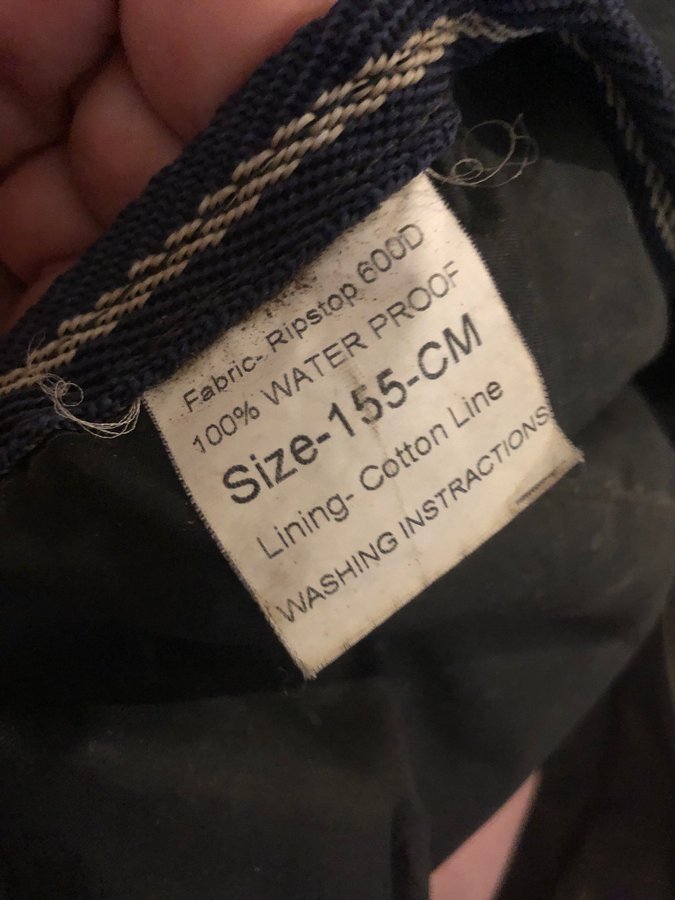 Fabric- Ripstop 600D
100% WATER PROOF
Size-155-CM
Lining- Cotton Line
WASHING INSTRACTIONS